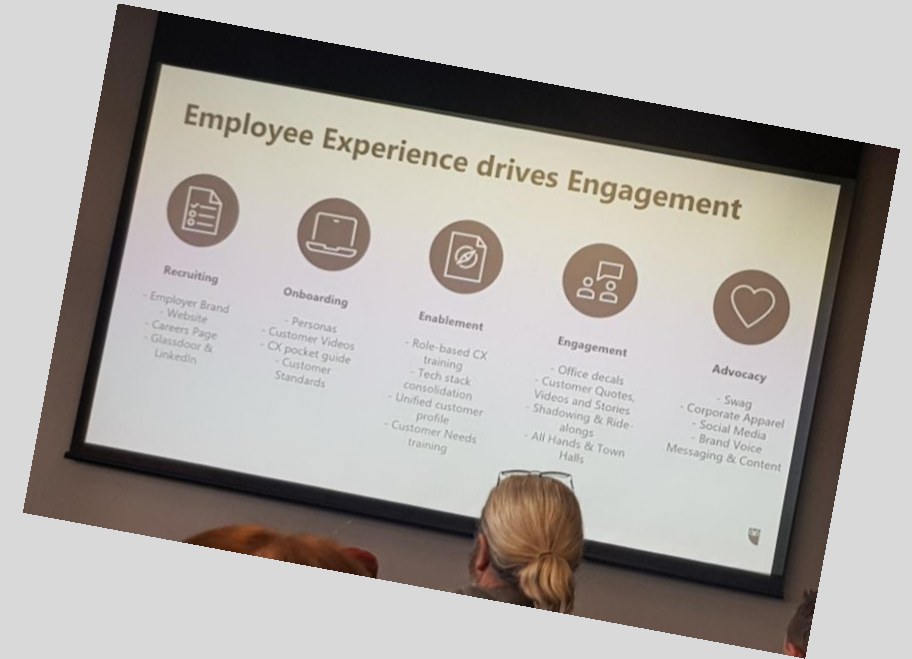 Employee Experience drives Engagement
Recruiting
- Employer Brand
- Website
- Careers Page
- Glassdoor &
LinkedIn
Onboarding
- Personas
- Customer Videos
- CX pocket guide
- Customer
Standards
Enablement
- Role-based CX
training
- Tech stack
consolidation
- Unified customer
profile
- Customer Needs
training
Engagement
- Office decals
- Customer Quotes,
Videos and Stories
- Shadowing & Ride-
alongs
- All Hands & Town
Halls
Advocacy
- Swag
- Corporate Apparel
- Social Media
- Brand Voice
Messaging & Content